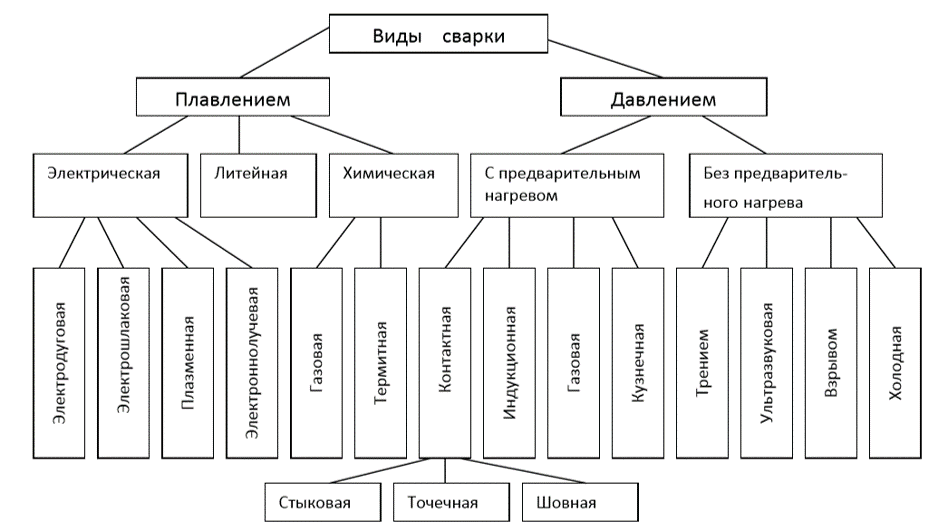 Виды сварки
Плавлением
Давлением
Электрическая
Литейная
Химическая
С предварительным
нагревом
Без предваритель-
ного нагрева
Электродуговая
Электрошлаковая
Плазменная
Электроннолучевая
Газовая
Термитная
Контактная
Индукционная
Газовая
Кузнечная
Трением
Ультразвуковая
Взрывом
Холодная
Стыковая
Точечная
Шовная